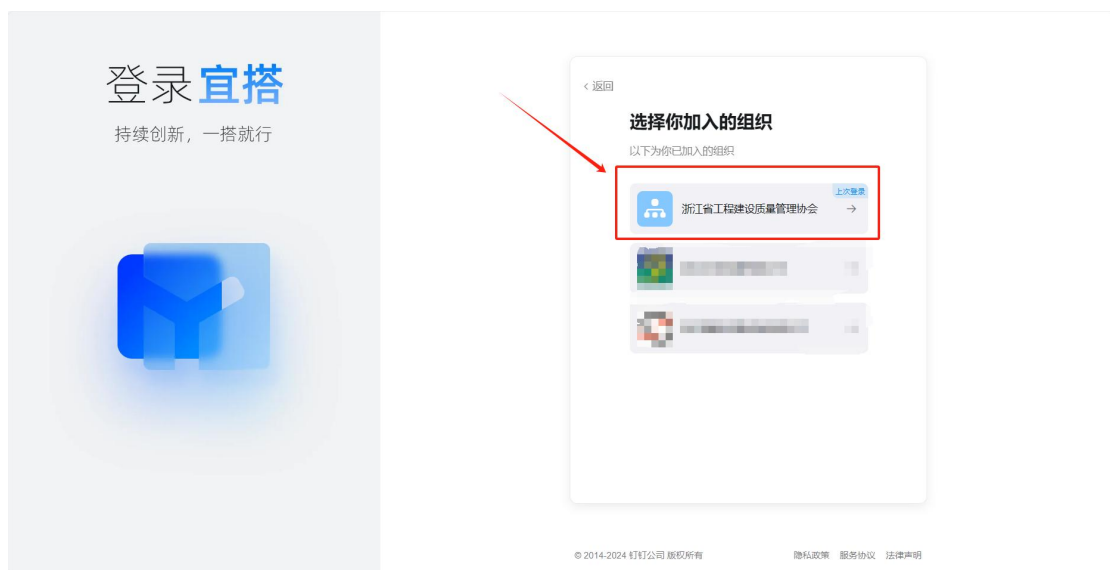 登录宜搭
持续创新，一搭就行
< 返回
选择你加入的组织
以下为你已加入的组织
上次登录
浙江省工程建设质量管理协会 →
© 2014-2024 钉钉公司 版权所有
隐私政策 服务协议 法律声明